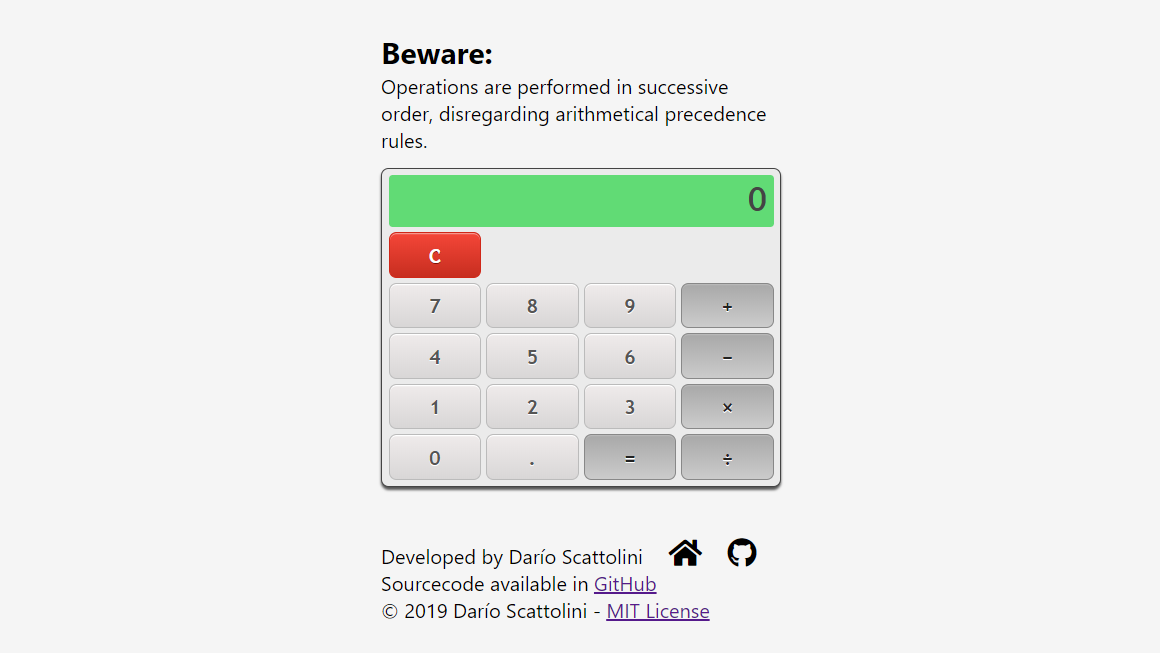 Beware:
Operations are performed in successive
order, disregarding arithmetical precedence
rules.
0
C
7 8 9 +
4 5 6 −
1 2 3 ×
0 . = ÷
Developed by Darío Scattolini
Sourcecode available in GitHub
© 2019 Darío Scattolini - MIT License